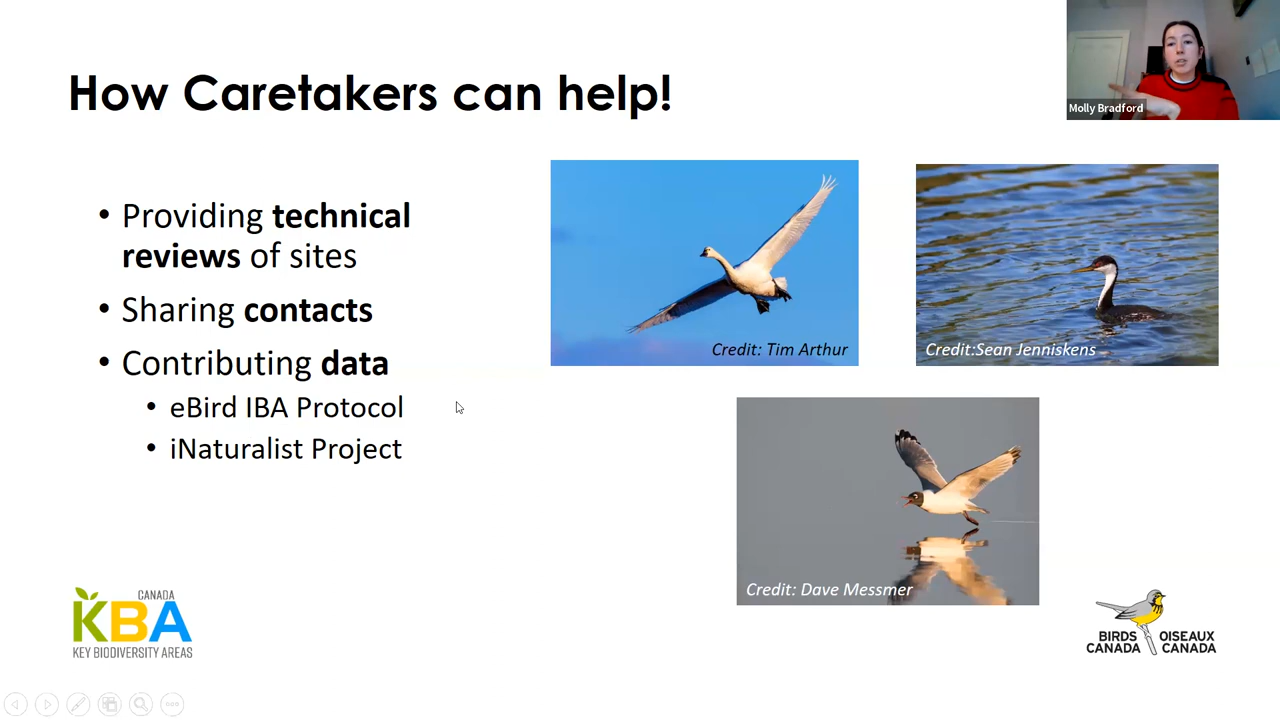 How Caretakers can help!
Molly Bradford
• Providing technical
reviews of sites
• Sharing contacts
• Contributing data
• eBird IBA Protocol
• iNaturalist Project
Credit: Tim Arthur
Credit:Sean Jenniskens
Credit: Dave Messmer
CANADA
KBA
KEY BIODIVERSITY AREAS
BIRDS
CANADA
OISEAUX
CANADA